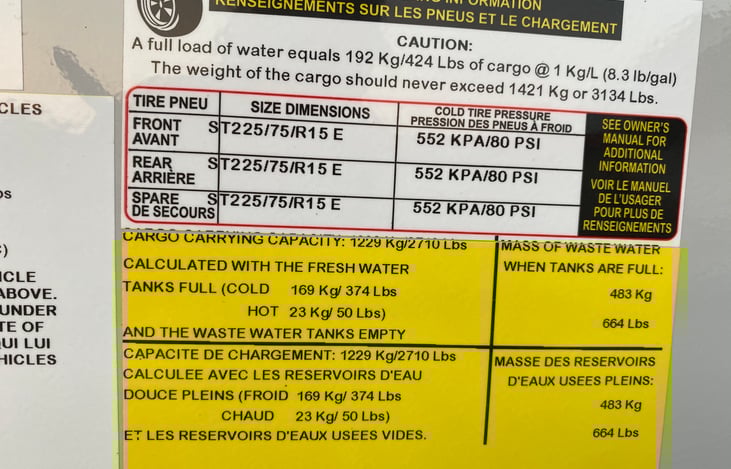 INFORMATION
RENSEIGNEMENTS SUR LES PNEUS ET LE CHARGEMENT
CAUTION:
A full load of water equals 192 Kg/424 Lbs of cargo @ 1 Kg/L (8.3 lb/gal)
The weight of the cargo should never exceed 1421 Kg or 3134 Lbs.
TIRE PNEU SIZE DIMENSIONS COLD TIRE PRESSURE
PRESSION DES PNEUS À FROID
FRONT
AVANT
ST225/75/R15 E 552 KPA/80 PSI
REAR
ARRIÈRE
ST225/75/R15 E 552 KPA/80 PSI
SPARE
DE SECOURS
ST225/75/R15 E 552 KPA/80 PSI
SEE OWNER'S
MANUAL FOR
ADDITIONAL
INFORMATION
VOIR LE MANUEL
DE L'USAGER
POUR PLUS DE
RENSEIGNEMENTS
CARGO CARRYING CAPACITY: 1229 Kg/2710 Lbs
CALCULATED WITH THE FRESH WATER
TANKS FULL (COLD 169 Kg/ 374 Lbs
HOT 23 Kg/ 50 Lbs)
AND THE WASTE WATER TANKS EMPTY
MASS OF WASTE WATER
WHEN TANKS ARE FULL:
483 Kg
664 Lbs
CAPACITE DE CHARGEMENT: 1229 Kg/2710 Lbs
CALCULEE AVEC LES RESERVOIRS D'EAU
DOUCE PLEINS (FROID 169 Kg/ 374 Lbs
CHAUD 23 Kg/ 50 Lbs)
ET LES RESERVOIRS D'EAUX USEES VIDES.
MASSE DES RESERVOIRS
D'EAUX USEES PLEINS:
483 Kg
664 Lbs
CLES
ICLE
ABOVE.
UNDER
TE OF
UI LUI
HICLES